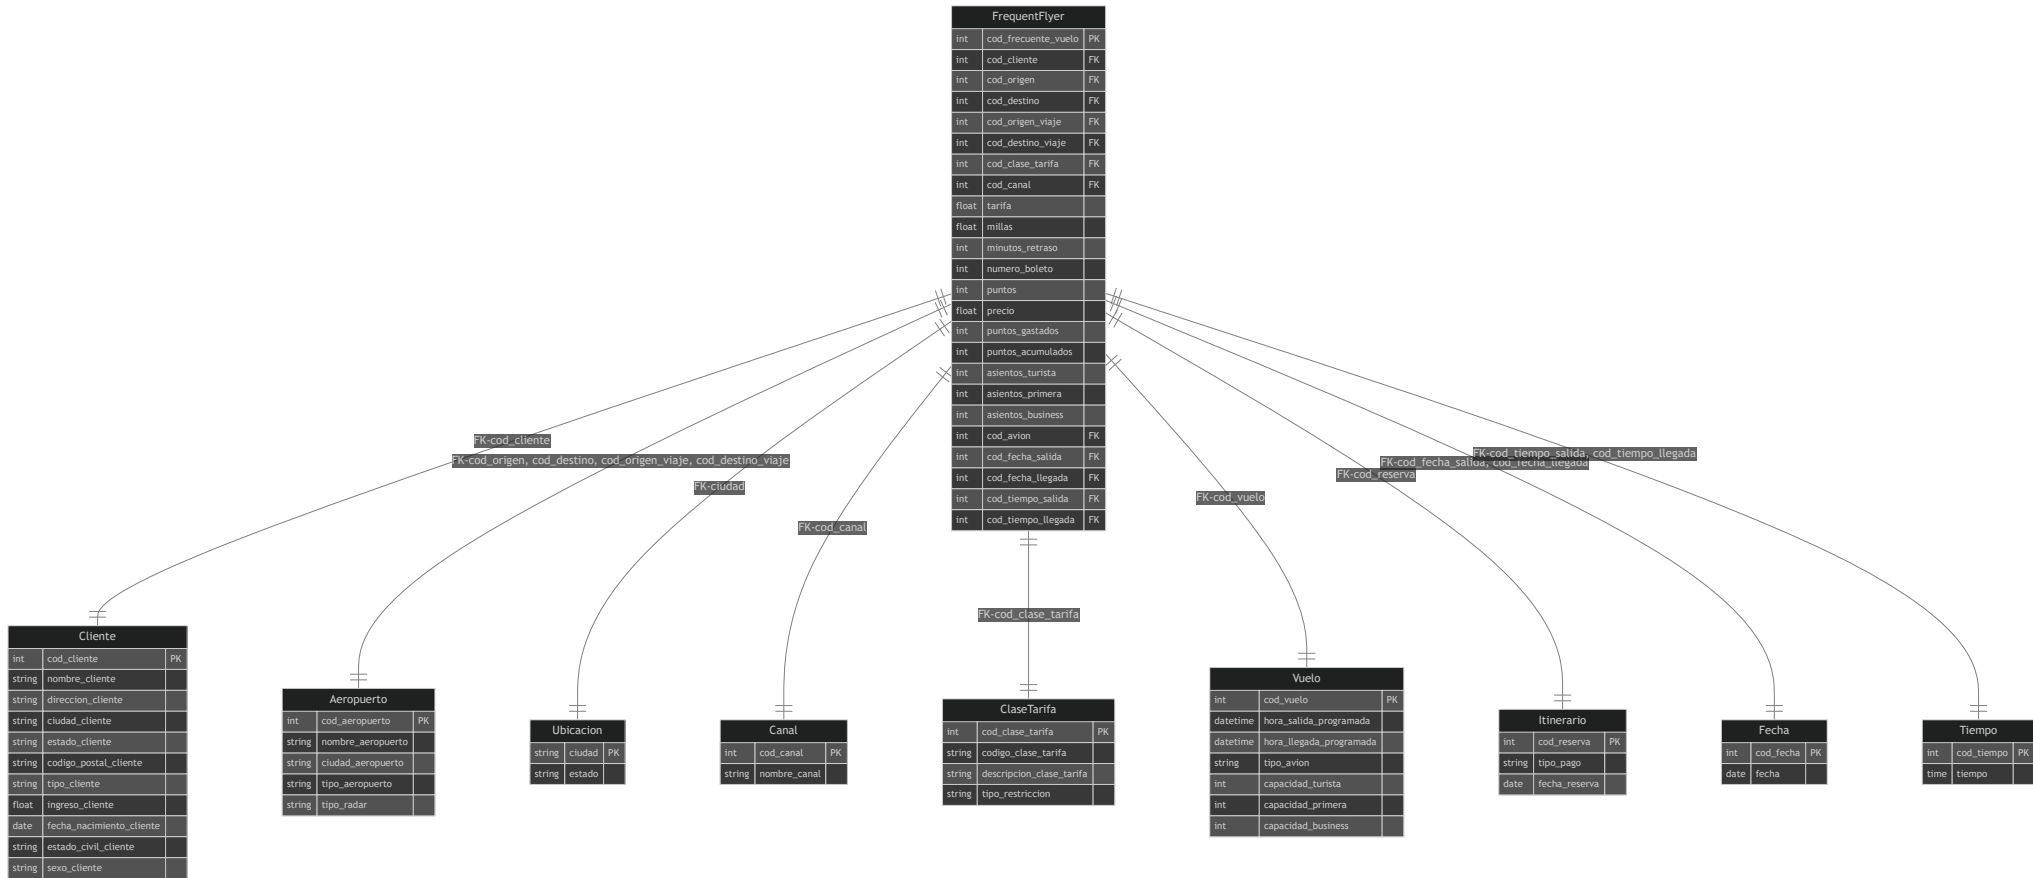 FrequentFlyer
int cod_frecuente_vuelo PK
int cod_cliente FK
int cod_origen FK
int cod_destino FK
int cod_origen_viaje FK
int cod_destino_viaje FK
int cod_clase_tarifa FK
int cod_canal FK
float tarifa
float millas
int minutos_retraso
int numero_boleto
int puntos
float precio
int puntos_gastados
int puntos_acumulados
int asientos_turista
int asientos_primera
int asientos_business
int cod_avion FK
int cod_fecha_salida FK
int cod_fecha_llegada FK
int cod_tiempo_salida FK
int cod_tiempo_llegada FK
FK-cod_cliente
FK-cod_origen, cod_destino, cod_origen_viaje, cod_destino_viaje
FK-ciudad
FK-cod_canal
FK-cod_clase_tarifa
FK-cod_vuelo
FK-cod_reserva
FK-cod_fecha_salida, cod_fecha_llegada
FK-cod_tiempo_salida, cod_tiempo_llegada
Cliente
int cod_cliente PK
string nombre_cliente
string direccion_cliente
string ciudad_cliente
string estado_cliente
string codigo_postal_cliente
string tipo_cliente
float ingreso_cliente
date fecha_nacimiento_cliente
string estado_civil_cliente
string sexo_cliente
Aeropuerto
int cod_aeropuerto PK
string nombre_aeropuerto
string ciudad_aeropuerto
string tipo_aeropuerto
string tipo_radar
Ubicacion
string ciudad PK
string estado
Canal
int cod_canal PK
string nombre_canal
ClaseTarifa
int cod_clase_tarifa PK
string codigo_clase_tarifa
string descripcion_clase_tarifa
string tipo_restriccion
Vuelo
int cod_vuelo PK
datetime hora_salida_programada
datetime hora_llegada_programada
string tipo_avion
int capacidad_turista
int capacidad_primera
int capacidad_business
Itinerario
int cod_reserva PK
string tipo_pago
date fecha_reserva
Fecha
int cod_fecha PK
date fecha
Tiempo
int cod_tiempo PK
time tiempo